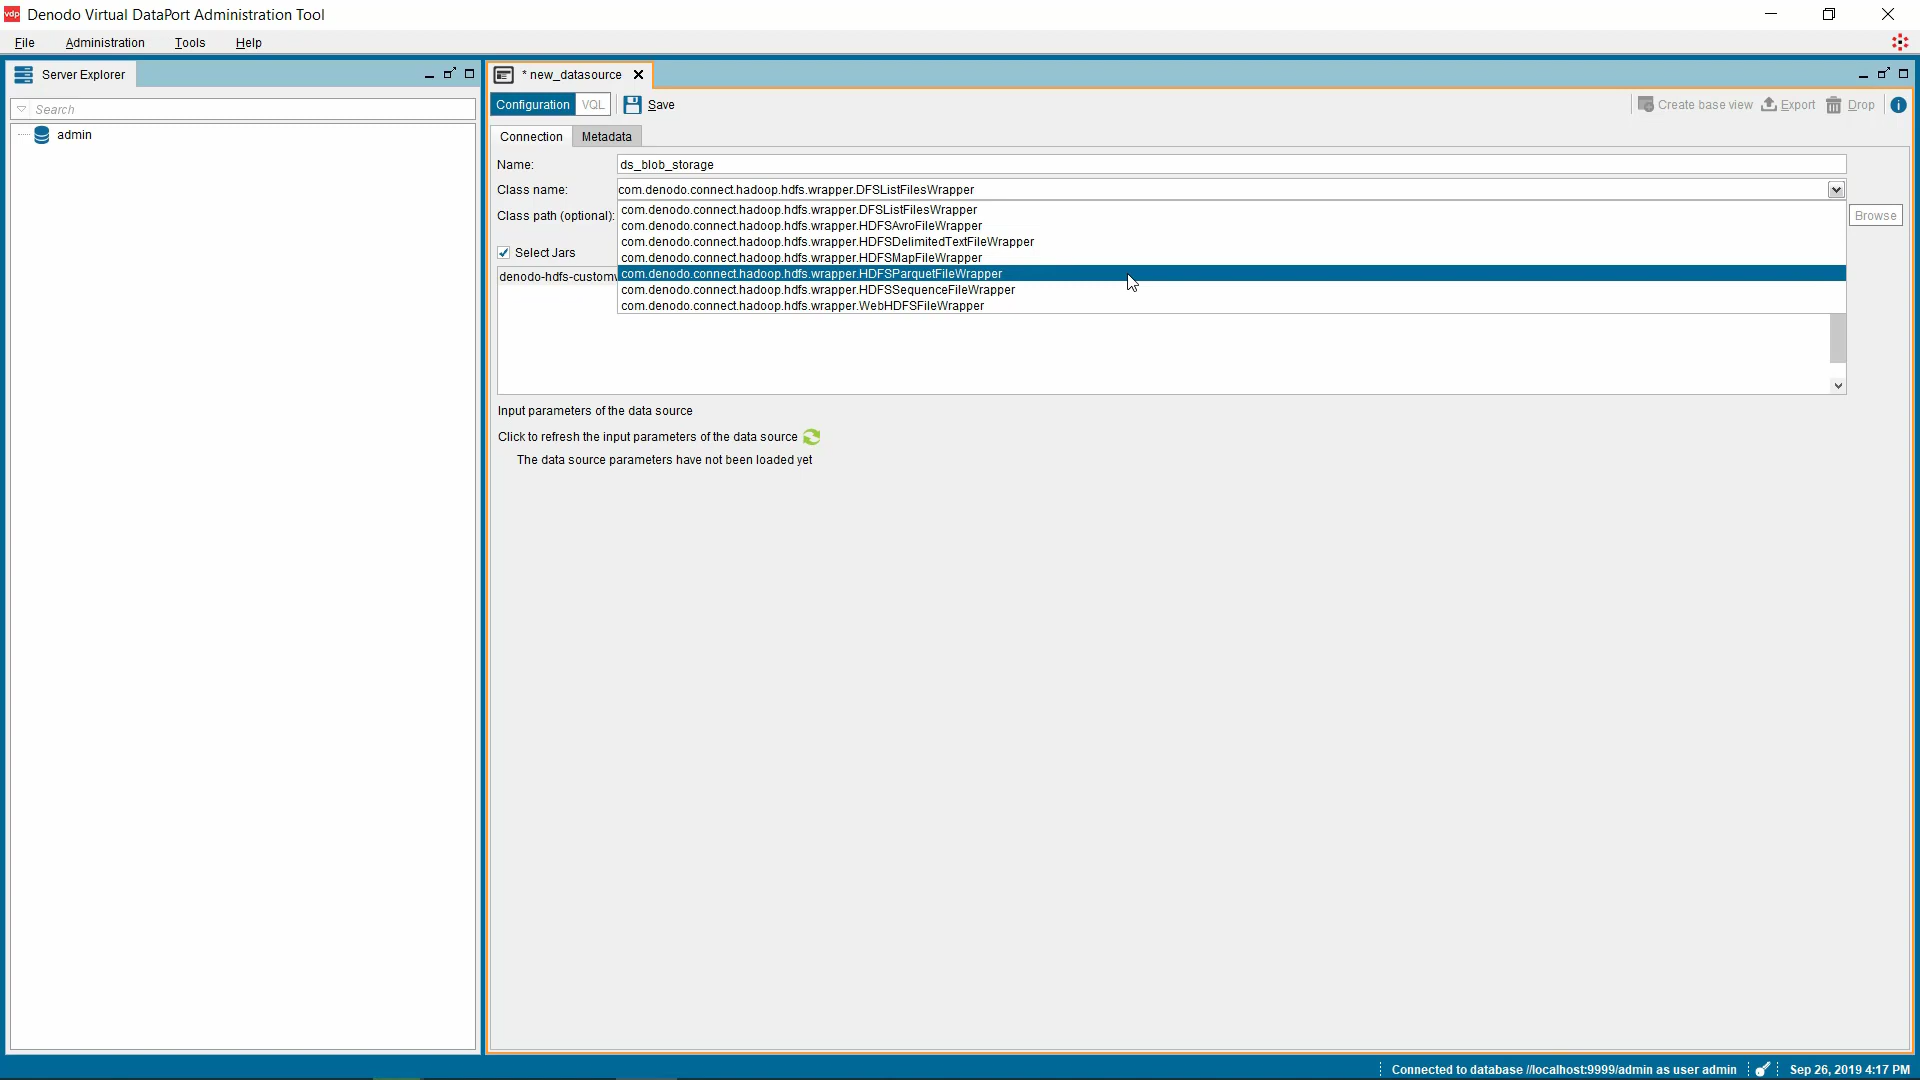 vdp Denodo Virtual DataPort Administration Tool
File Administration Tools Help
Server Explorer
* new_datasource
Configuration VQL Save
Create base view Export Drop
Search
admin
Connection Metadata
Name: ds_blob_storage
Class name: com.denodo.connect.hadoop.hdfs.wrapper.DFSListFilesWrapper
Class path (optional): Browse
com.denodo.connect.hadoop.hdfs.wrapper.DFSListFilesWrapper
com.denodo.connect.hadoop.hdfs.wrapper.HDFSAvroFileWrapper
com.denodo.connect.hadoop.hdfs.wrapper.HDFSDelimitedTextFileWrapper
com.denodo.connect.hadoop.hdfs.wrapper.HDFSMapFileWrapper
com.denodo.connect.hadoop.hdfs.wrapper.HDFSParquetFileWrapper
com.denodo.connect.hadoop.hdfs.wrapper.HDFSSequenceFileWrapper
com.denodo.connect.hadoop.hdfs.wrapper.WebHDFSFileWrapper
Select Jars
denodo-hdfs-custom
Input parameters of the data source
Click to refresh the input parameters of the data source
The data source parameters have not been loaded yet
Connected to database //localhost:9999/admin as user admin
Sep 26, 2019 4:17 PM